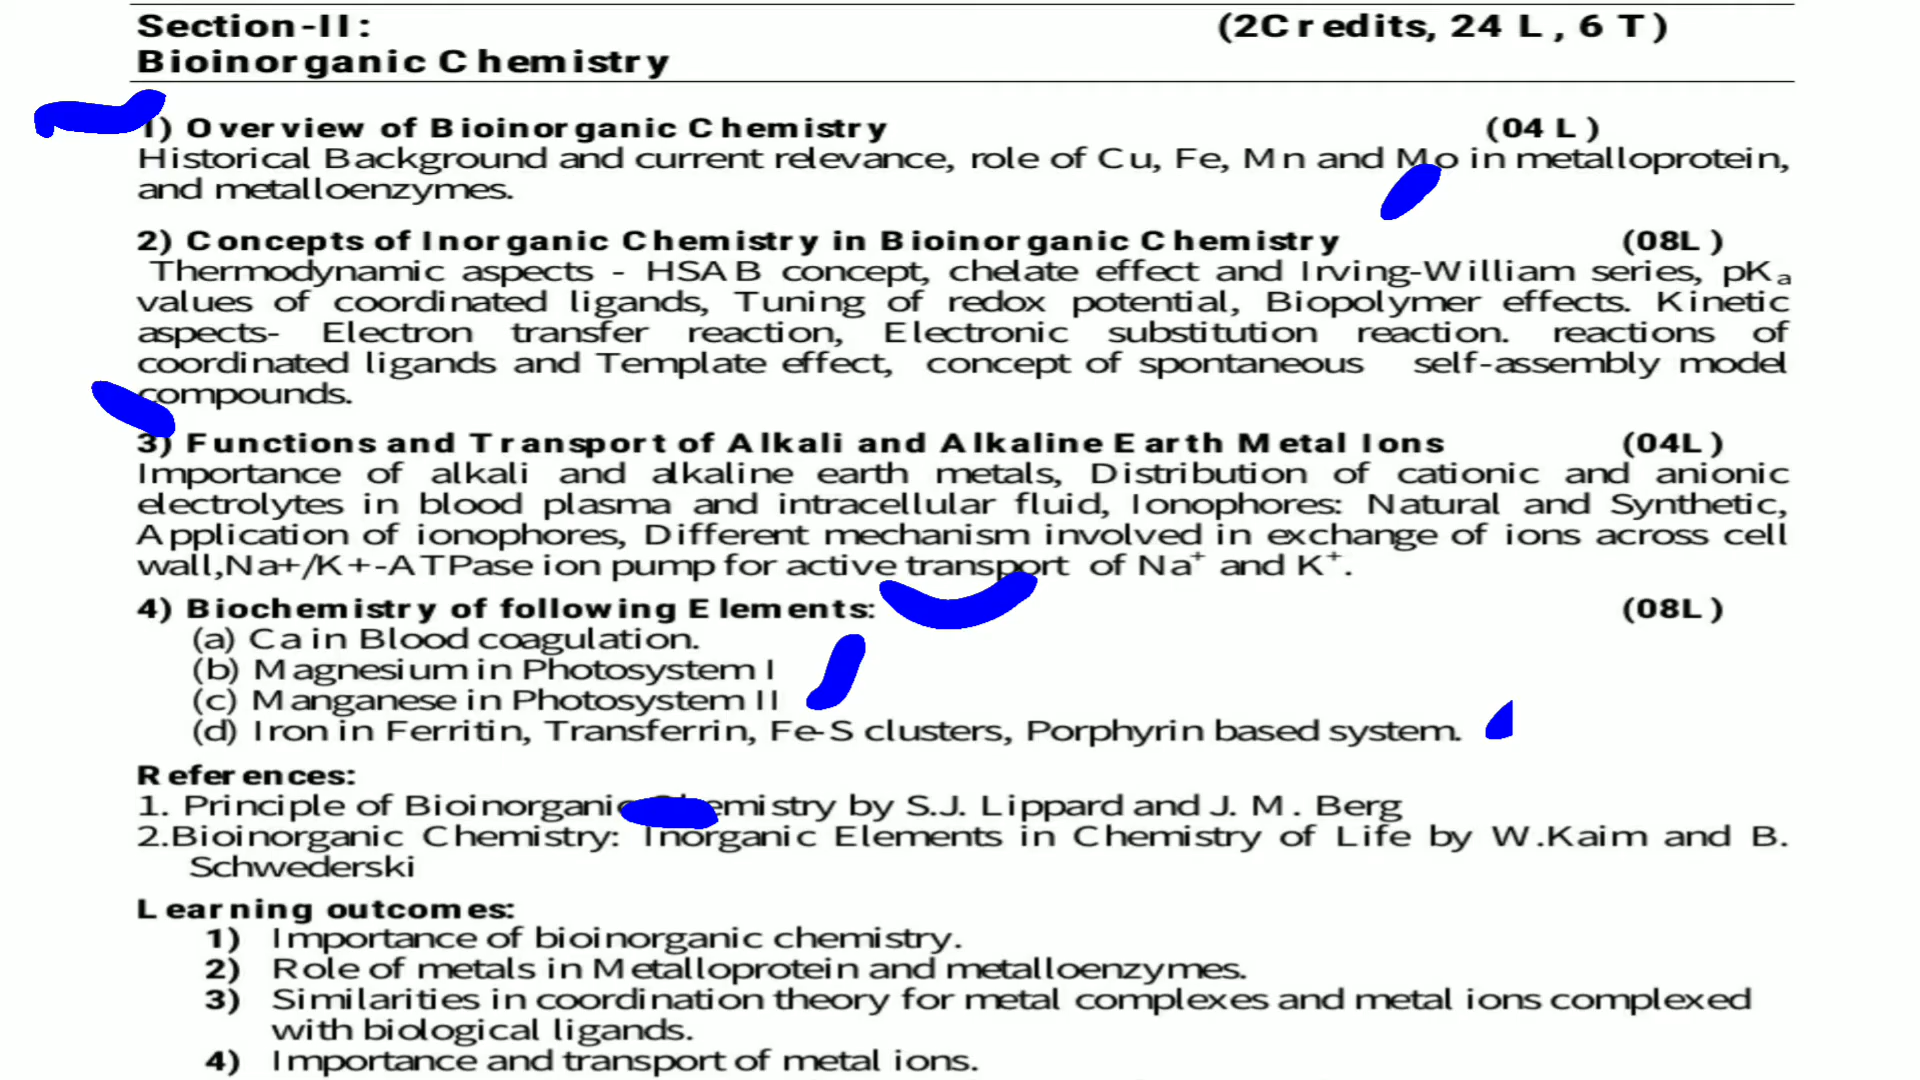 Section-II: (2Credits, 24 L, 6 T)
Bioinorganic Chemistry
1) Overview of Bioinorganic Chemistry (04 L)
Historical Background and current relevance, role of Cu, Fe, Mn and Mo in metalloprotein,
and metalloenzymes.
2) Concepts of Inorganic Chemistry in Bioinorganic Chemistry (08L)
Thermodynamic aspects - HSAB concept, chelate effect and Irving-William series, pKₐ
values of coordinated ligands, Tuning of redox potential, Biopolymer effects. Kinetic
aspects- Electron transfer reaction, Electronic substitution reaction. reactions of
coordinated ligands and Template effect, concept of spontaneous self-assembly model
compounds.
3) Functions and Transport of Alkali and Alkaline Earth Metal Ions (04L)
Importance of alkali and alkaline earth metals, Distribution of cationic and anionic
electrolytes in blood plasma and intracellular fluid, Ionophores: Natural and Synthetic,
Application of ionophores, Different mechanism involved in exchange of ions across cell
wall,Na+/K+-ATPase ion pump for active transport of Na⁺ and K⁺.
4) Biochemistry of following Elements: (08L)
(a) Ca in Blood coagulation.
(b) Magnesium in Photosystem I
(c) Manganese in Photosystem II
(d) Iron in Ferritin, Transferrin, Fe-S clusters, Porphyrin based system.
References:
1. Principle of Bioinorganic Chemistry by S.J. Lippard and J. M. Berg
2.Bioinorganic Chemistry: Inorganic Elements in Chemistry of Life by W.Kaim and B.
Schwederski
Learning outcomes:
1) Importance of bioinorganic chemistry.
2) Role of metals in Metalloprotein and metalloenzymes.
3) Similarities in coordination theory for metal complexes and metal ions complexed
with biological ligands.
4) Importance and transport of metal ions.